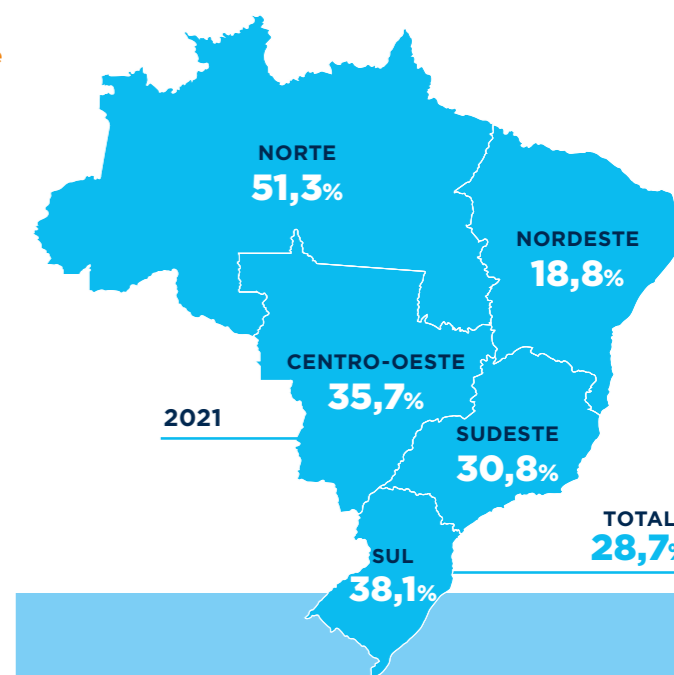 NORTE
51,3%
NORDESTE
18,8%
CENTRO-OESTE
35,7%
2021
SUDESTE
30,8%
TOTAL
28,7%
SUL
38,1%